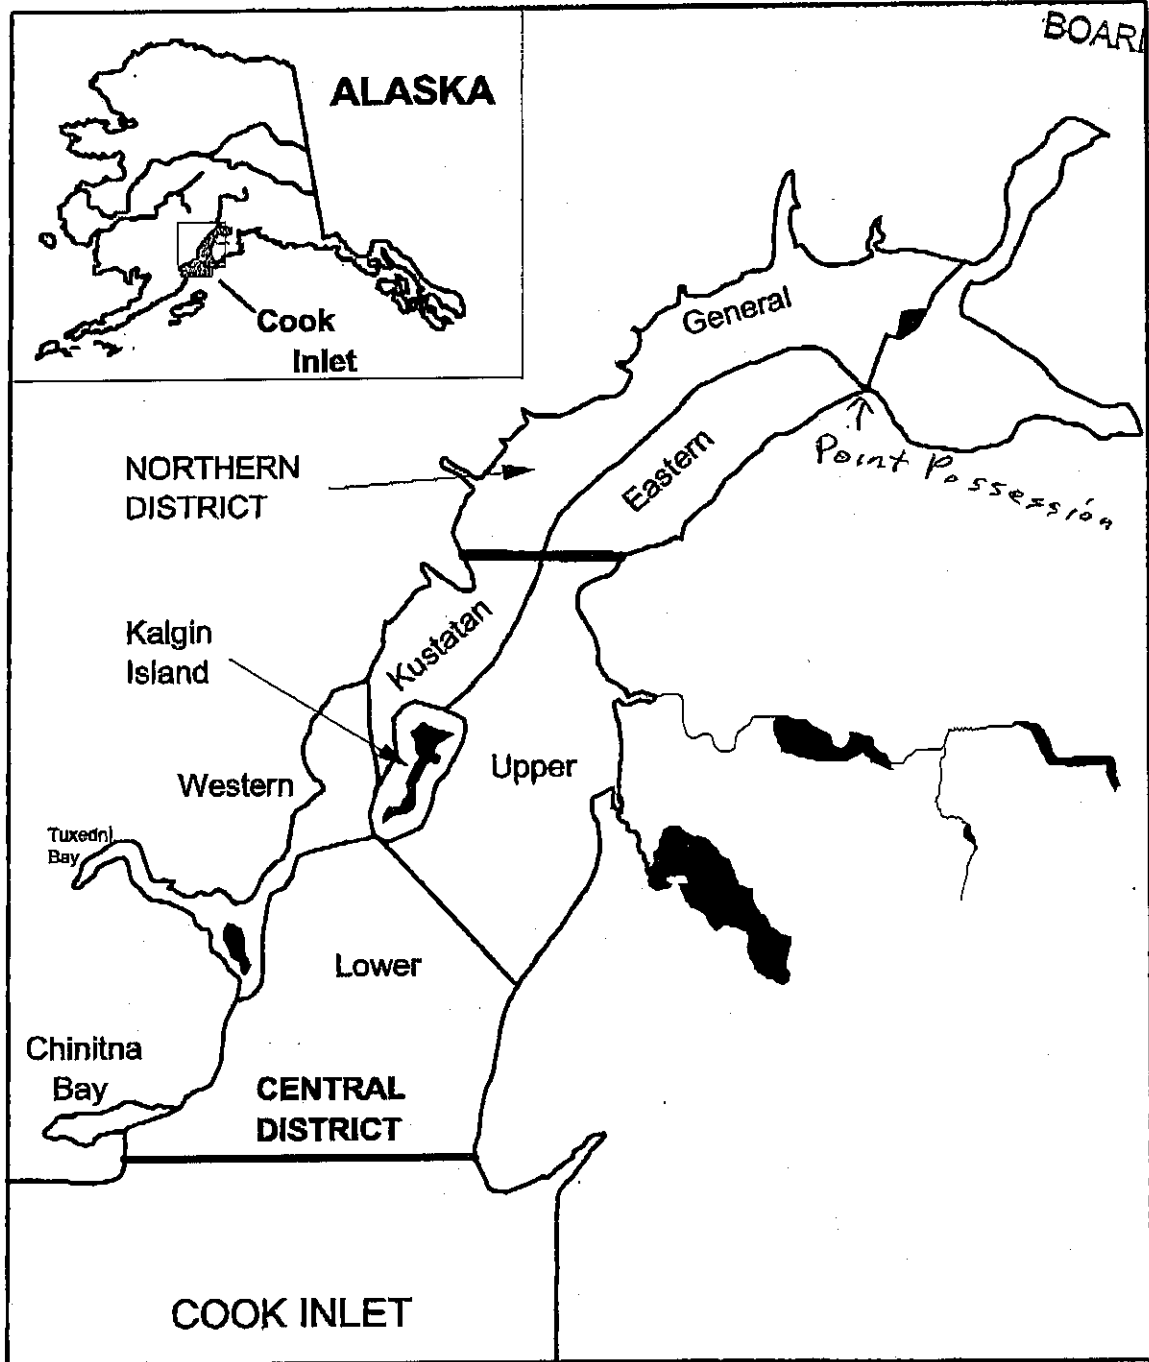 BOARD
ALASKA
Cook
Inlet
General
Eastern
Point Possession
NORTHERN
DISTRICT
Kalgin
Island
Kustatan
Western
Upper
Tuxedni
Bay
Lower
Chinitna
Bay
CENTRAL
DISTRICT
COOK INLET